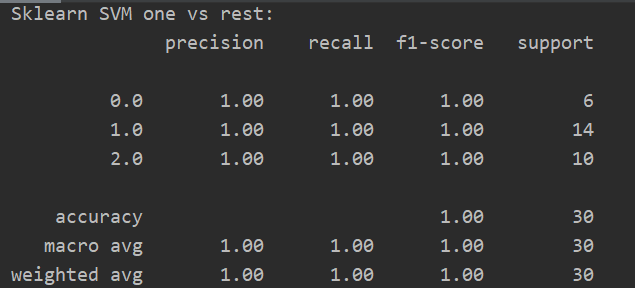 Sklearn SVM one vs rest:
precision recall f1-score support
0.0 1.00 1.00 1.00 6
1.0 1.00 1.00 1.00 14
2.0 1.00 1.00 1.00 10
accuracy 1.00 30
macro avg 1.00 1.00 1.00 30
weighted avg 1.00 1.00 1.00 30